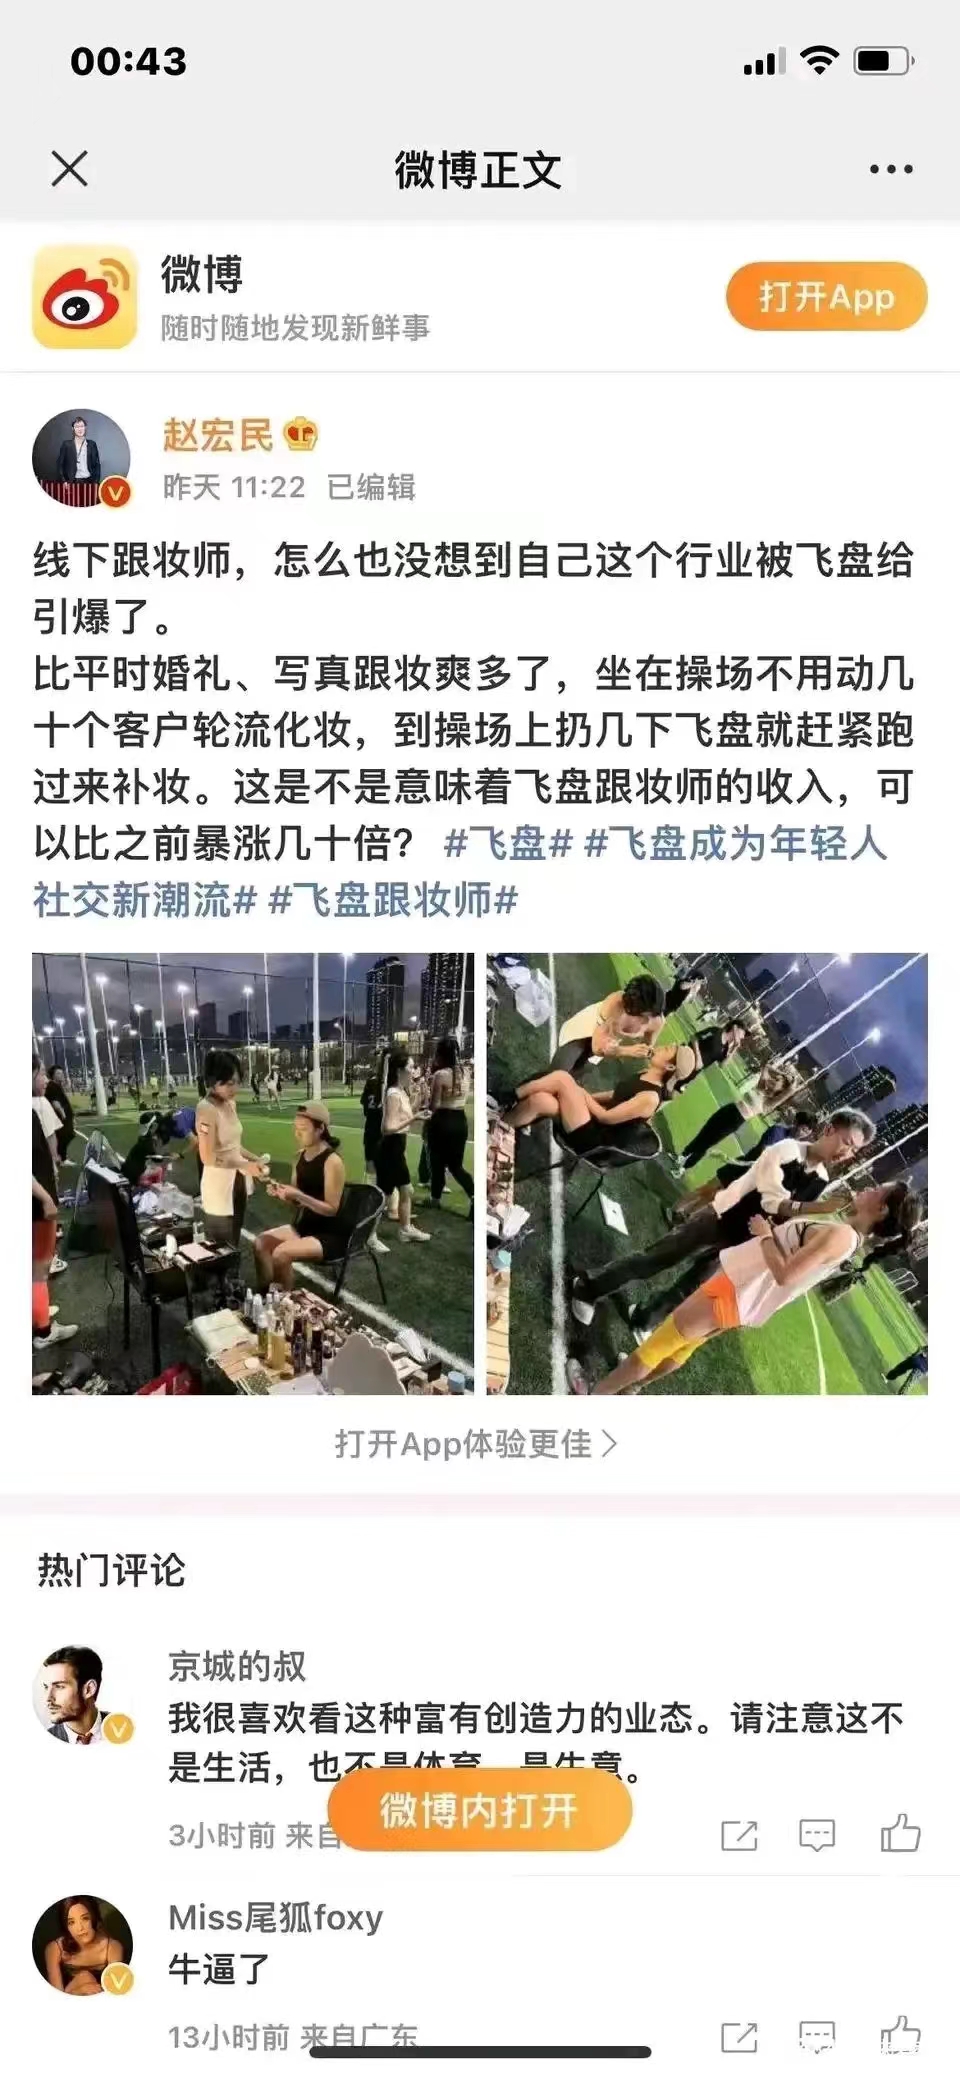 00:43
微博正文
微博
随时随地发现新鲜事
打开App
赵宏民
昨天 11:22 已编辑
线下跟妆师，怎么也没想到自己这个行业被飞盘给
引爆了。
比平时婚礼、写真跟妆爽多了，坐在操场不用动几
十个客户轮流化妆，到操场上扔几下飞盘就赶紧跑
过来补妆。这是不是意味着飞盘跟妆师的收入，可
以比之前暴涨几十倍？ #飞盘# #飞盘成为年轻人
社交新潮流# #飞盘跟妆师#
打开App体验更佳
热门评论
京城的叔
我很喜欢看这种富有创造力的业态。请注意这不
是生活，也不是体育，是生意。
3小时前 来自
微博内打开
Miss尾狐foxy
牛逼了
13小时前 来自广东